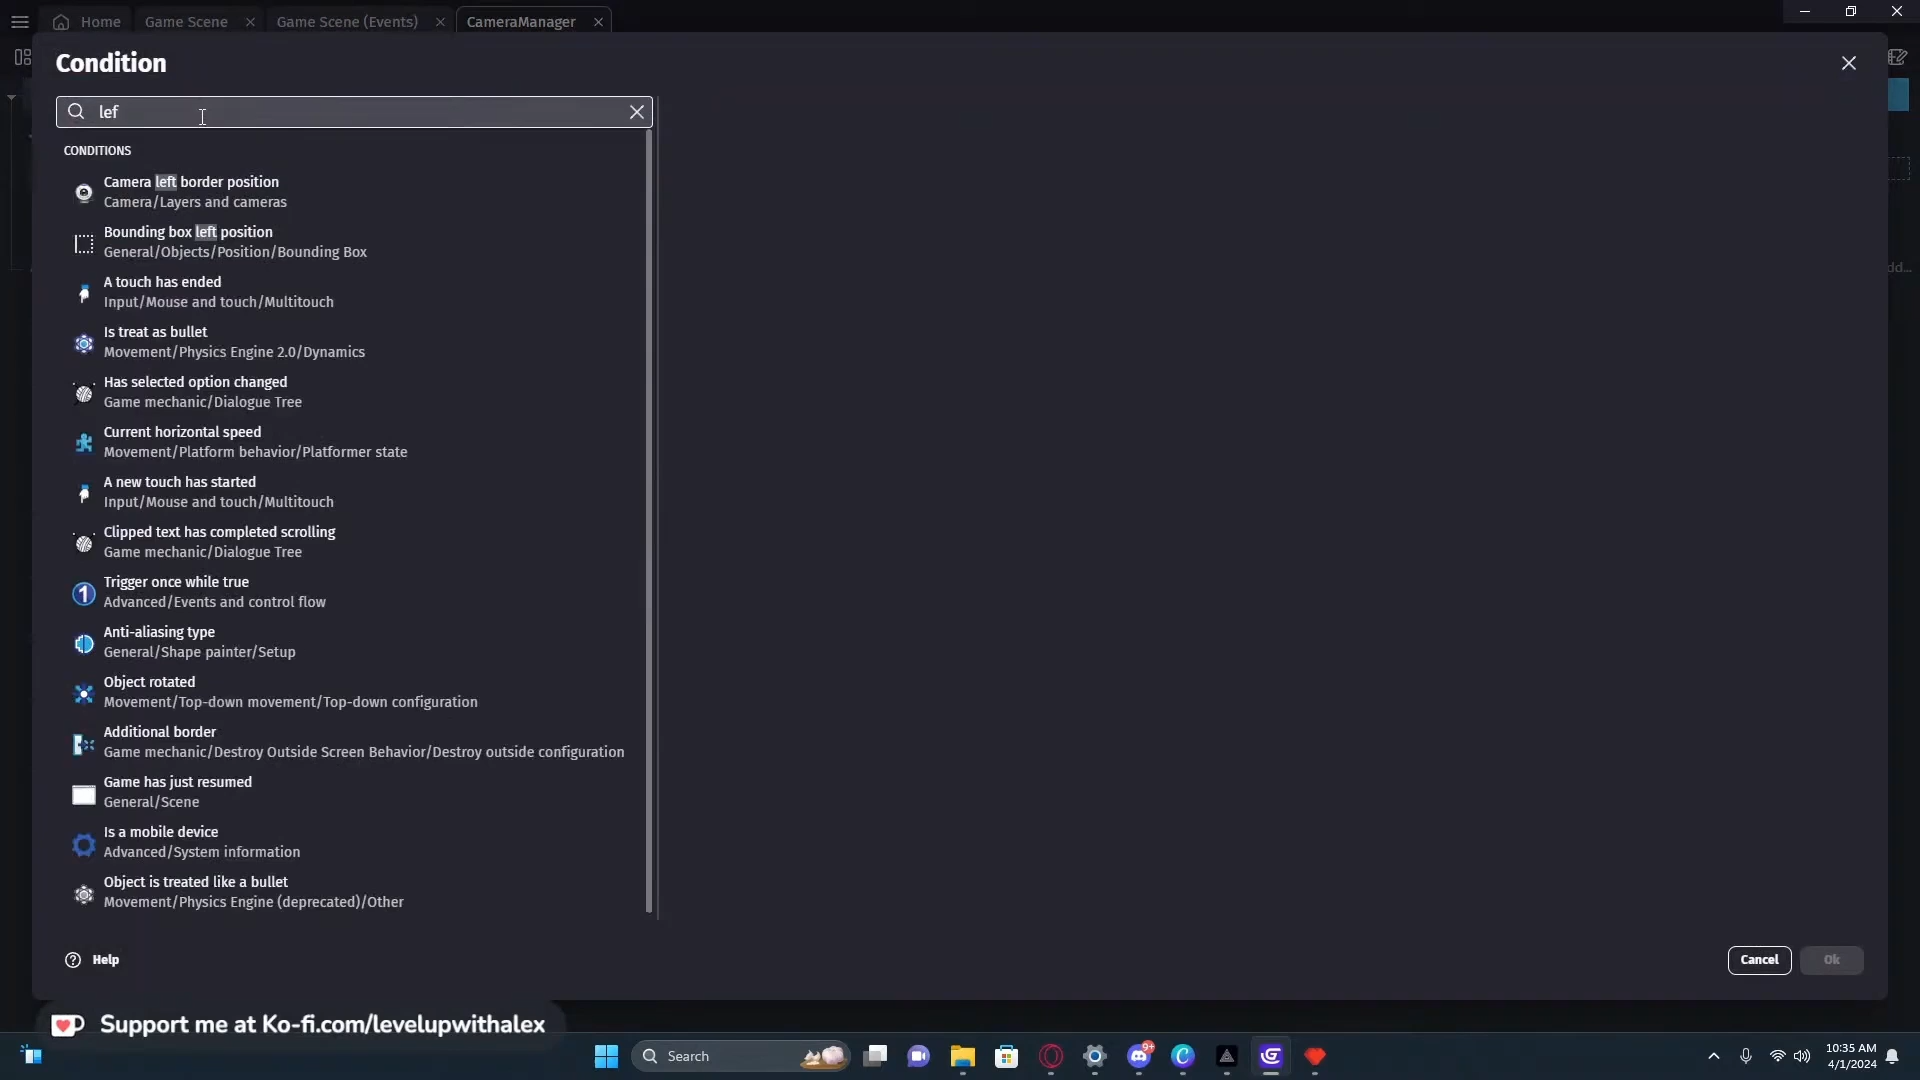 Home
Game Scene
Game Scene (Events)
CameraManager
Condition
lef
CONDITIONS
Camera left border position
Camera/Layers and cameras
Bounding box left position
General/Objects/Position/Bounding Box
A touch has ended
Input/Mouse and touch/Multitouch
Is treat as bullet
Movement/Physics Engine 2.0/Dynamics
Has selected option changed
Game mechanic/Dialogue Tree
Current horizontal speed
Movement/Platform behavior/Platformer state
A new touch has started
Input/Mouse and touch/Multitouch
Clipped text has completed scrolling
Game mechanic/Dialogue Tree
Trigger once while true
Advanced/Events and control flow
Anti-aliasing type
General/Shape painter/Setup
Object rotated
Movement/Top-down movement/Top-down configuration
Additional border
Game mechanic/Destroy Outside Screen Behavior/Destroy outside configuration
Game has just resumed
General/Scene
Is a mobile device
Advanced/System information
Object is treated like a bullet
Movement/Physics Engine (deprecated)/Other
Help
Cancel
Ok
Support me at Ko-fi.com/levelupwithalex
Search
9+
10:35 AM
4/1/2024